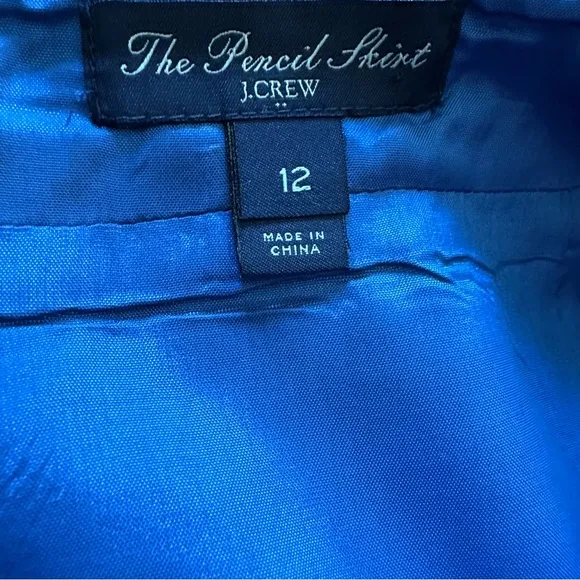 The Pencil Skirt
J.CREW
12
MADE IN
CHINA